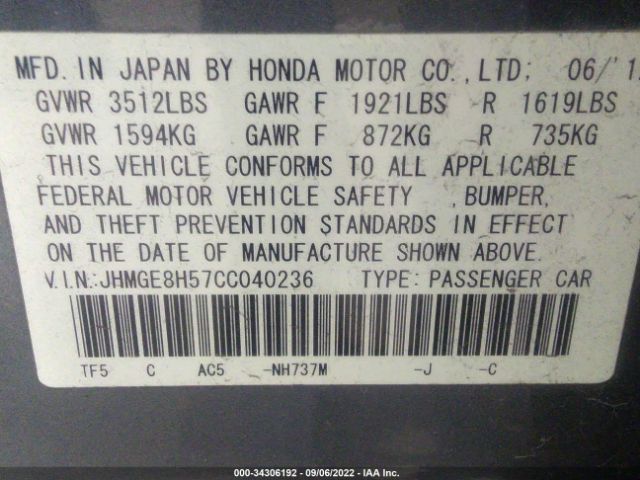 MFD. IN JAPAN BY HONDA MOTOR CO., LTD; 06/'1
GVWR 3512LBS GAWR F 1921LBS R 1619LBS
GVWR 1594KG GAWR F 872KG R 735KG
THIS VEHICLE CONFORMS TO ALL APPLICABLE
FEDERAL MOTOR VEHICLE SAFETY , BUMPER,
AND THEFT PREVENTION STANDARDS IN EFFECT
ON THE DATE OF MANUFACTURE SHOWN ABOVE.
V.I.N.:JHMGE8H57CC040236 TYPE: PASSENGER CAR
TF5 C AC5 -NH737M -J -C
000-34306192 - 09/06/2022 - IAA Inc.